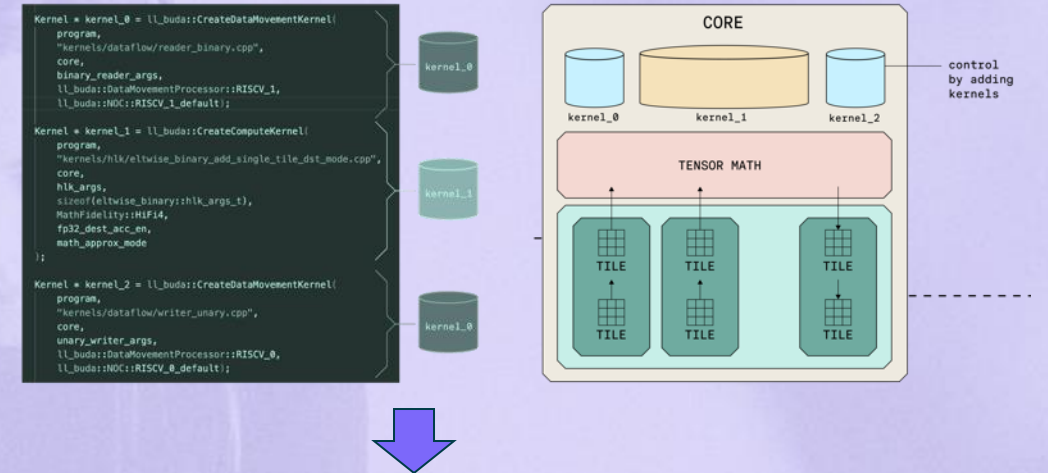 Kernel * kernel_0 = ll_buda::CreateDataMovementKernel(
program,
"kernels/dataflow/reader_binary.cpp",
core,
binary_reader_args,
ll_buda::DataMovementProcessor::RISCV_1,
ll_buda::NOC::RISCV_1_default);
Kernel * kernel_1 = ll_buda::CreateComputeKernel(
program,
"kernels/hlk/eltwise_binary_add_single_tile_dst_mode.cpp",
core,
hlk_args,
sizeof(eltwise_binary::hlk_args_t),
MathFidelity::HiFi4,
fp32_dest_acc_en,
math_approx_mode
);
Kernel * kernel_2 = ll_buda::CreateDataMovementKernel(
program,
"kernels/dataflow/writer_unary.cpp",
core,
unary_writer_args,
ll_buda::DataMovementProcessor::RISCV_0,
ll_buda::NOC::RISCV_0_default);
kernel_0
kernel_1
kernel_0
CORE
kernel_0
kernel_1
kernel_2
control
by adding
kernels
TENSOR MATH
TILE
TILE
TILE
TILE
TILE
TILE